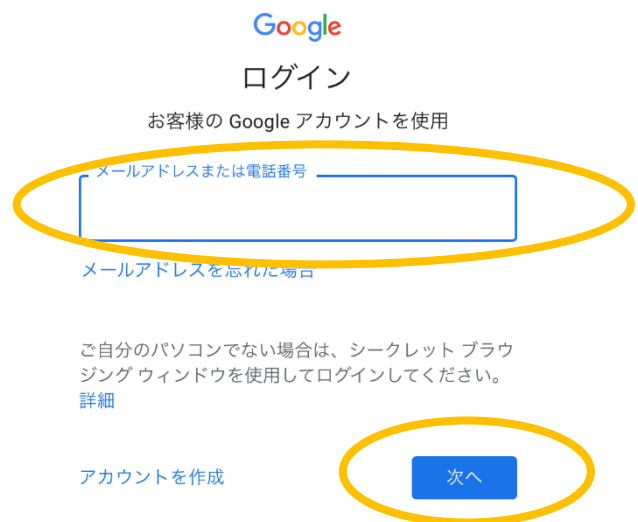 Google
ログイン
お客様の Google アカウントを使用
メールアドレスまたは電話番号
メールアドレスを忘れた場合
ご自分のパソコンでない場合は、シークレット ブラウ
ジング ウィンドウを使用してログインしてください。
詳細
アカウントを作成
次へ